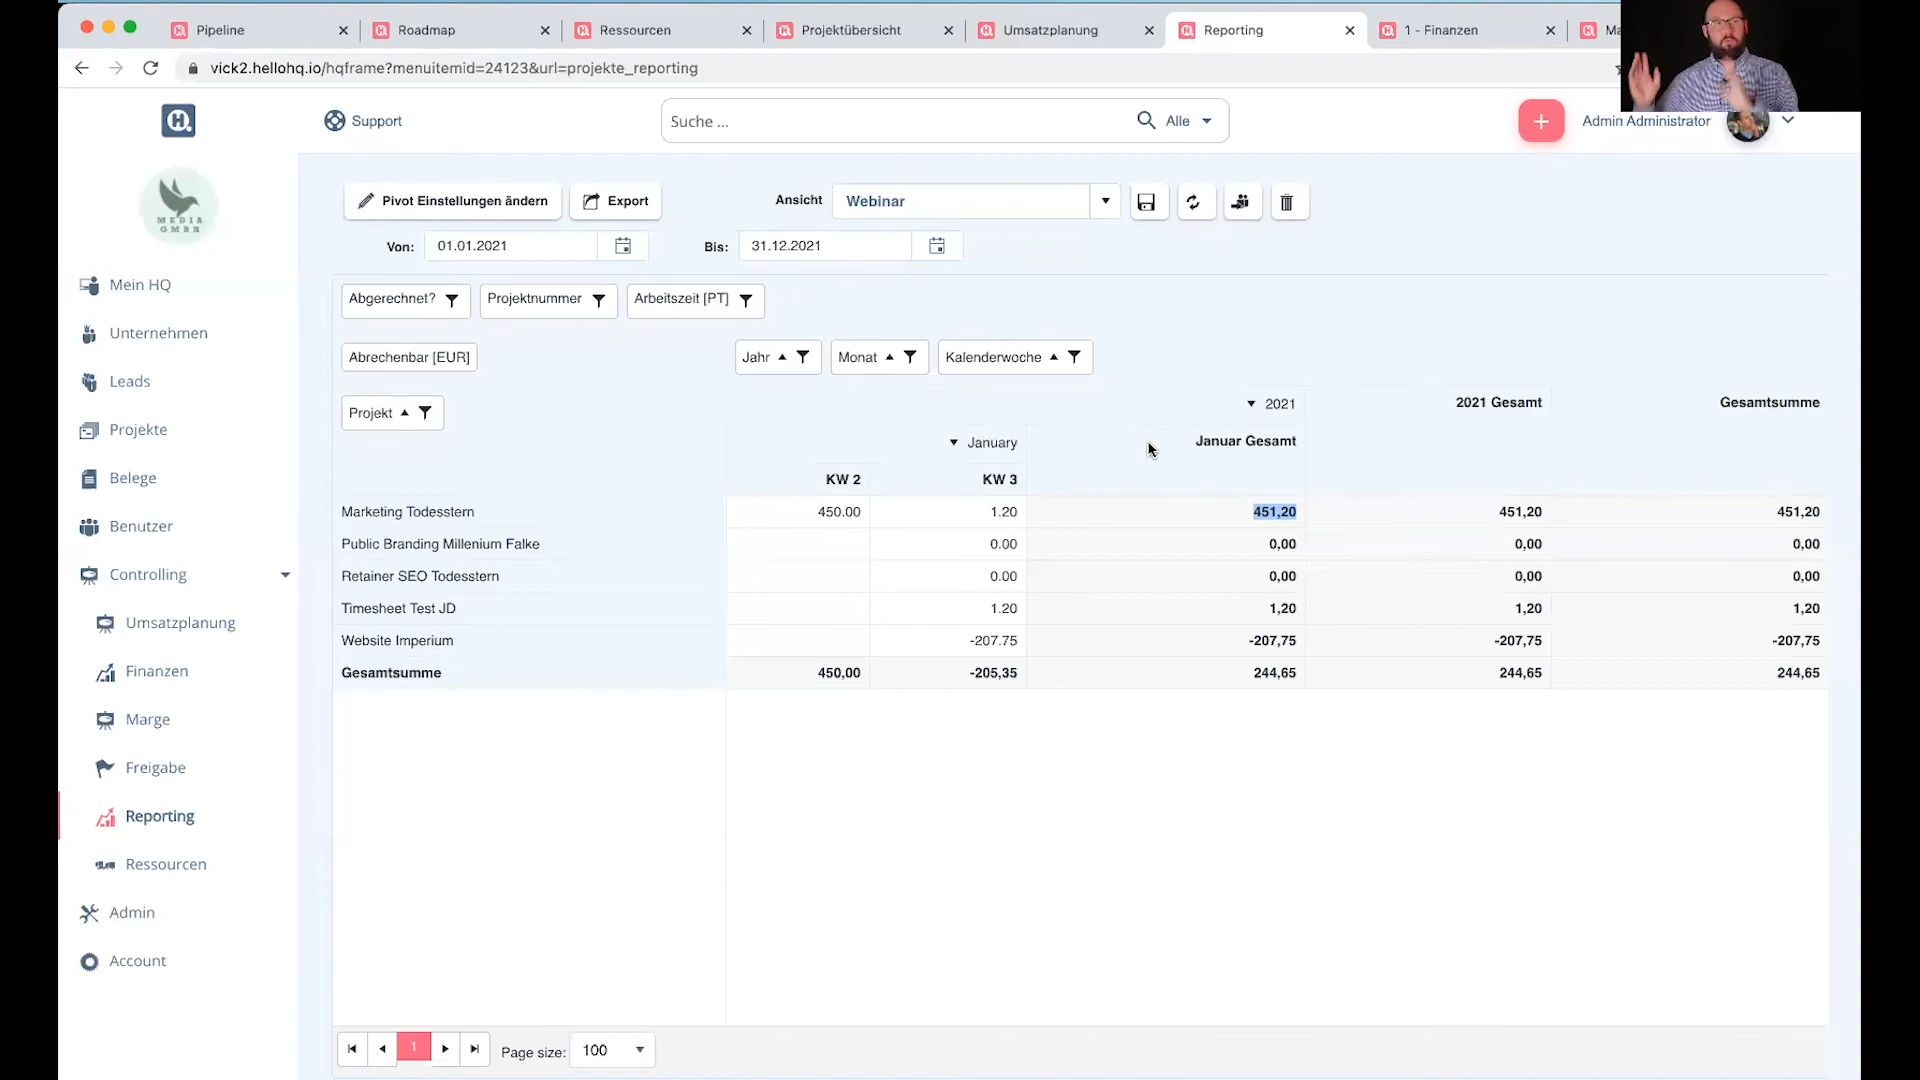 Pipeline
Roadmap
Ressourcen
Projektübersicht
Umsatzplanung
Reporting
1 - Finanzen
vick2.hellohq.io/hqframe?menuitemid=24123&url=projekte_reporting
Support
Suche ...
Alle
Admin Administrator
MEDIA
GMBH
Mein HQ
Unternehmen
Leads
Projekte
Belege
Benutzer
Controlling
Umsatzplanung
Finanzen
Marge
Freigabe
Reporting
Ressourcen
Admin
Account
Pivot Einstellungen ändern
Export
Ansicht
Webinar
Von:
01.01.2021
Bis:
31.12.2021
Abgerechnet?
Projektnummer
Arbeitszeit [PT]
Abrechenbar [EUR]
Jahr
Monat
Kalenderwoche
Projekt
2021
2021 Gesamt
Gesamtsumme
January
Januar Gesamt
KW 2
KW 3
Marketing Todesstern 450.00 1.20 451,20 451,20 451,20
Public Branding Millenium Falke 0.00 0,00 0,00 0,00
Retainer SEO Todesstern 0.00 0,00 0,00 0,00
Timesheet Test JD 1.20 1,20 1,20 1,20
Website Imperium -207.75 -207,75 -207,75 -207,75
Gesamtsumme 450,00 -205,35 244,65 244,65 244,65
1
Page size:
100